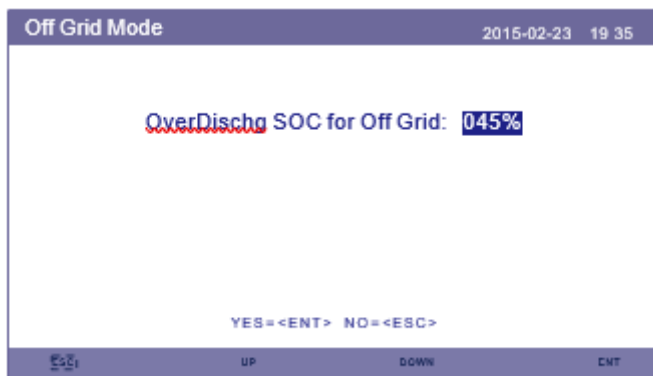 Off Grid Mode 2015-02-23 19 35
OverDischg SOC for Off Grid: 045%
YES=<ENT> NO=<ESC>
ESC UP DOWN ENT